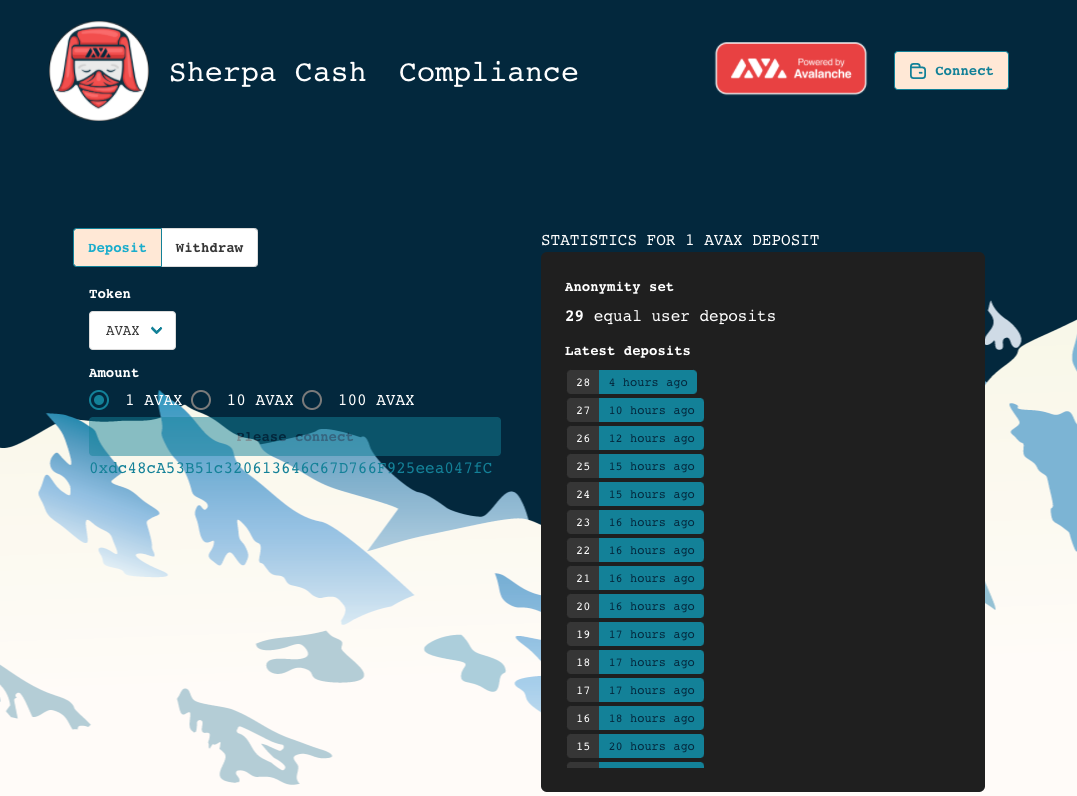 Sherpa Cash Compliance
Powered by
Avalanche
Connect
Deposit Withdraw
Token
AVAX
Amount
1 AVAX 10 AVAX 100 AVAX
Please connect
0xdc48cA53B51c320613646C67D766F925eea047fC
STATISTICS FOR 1 AVAX DEPOSIT
Anonymity set
29 equal user deposits
Latest deposits
28 4 hours ago
27 10 hours ago
26 12 hours ago
25 15 hours ago
24 15 hours ago
23 16 hours ago
22 16 hours ago
21 16 hours ago
20 16 hours ago
19 17 hours ago
18 17 hours ago
17 17 hours ago
16 18 hours ago
15 20 hours ago